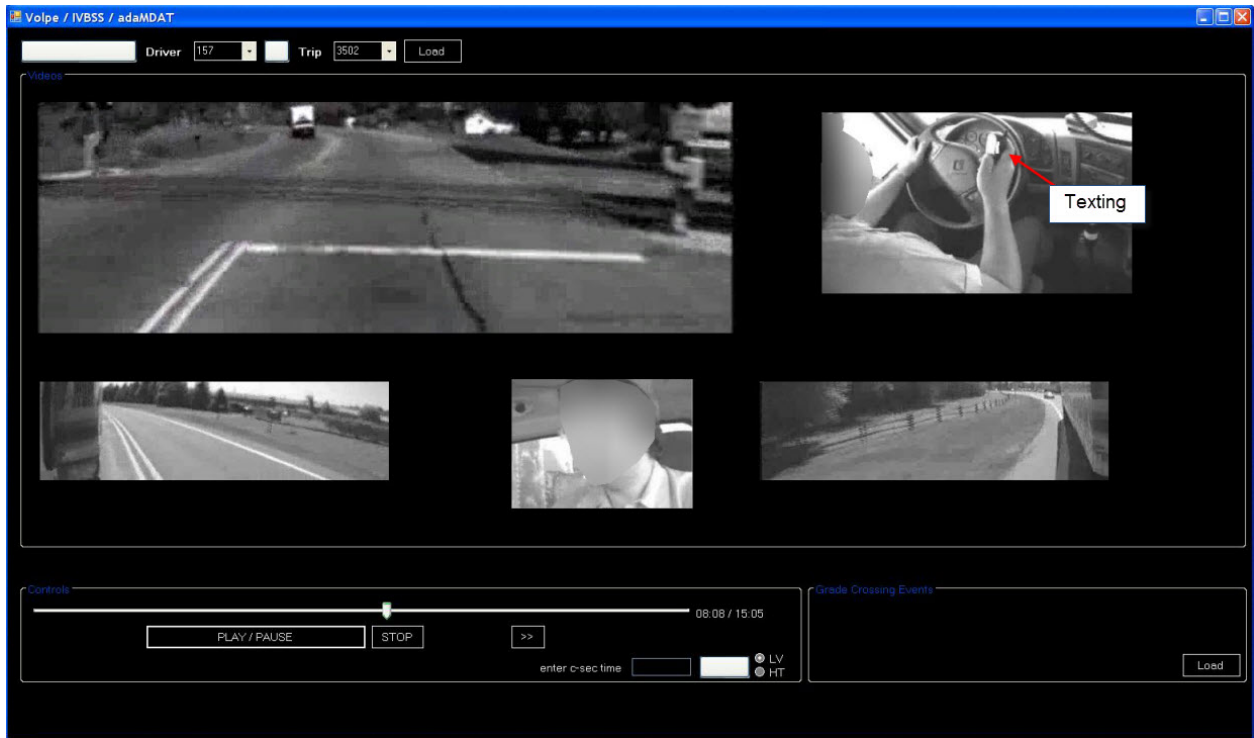 Volpe / IVBSS / adaMDAT
Driver 157 Trip 3502 Load
Videos
Texting
Controls
08:08 / 15:05
PLAY / PAUSE STOP >>
enter c-sec time LV
HT
Grade Crossing Events
Load